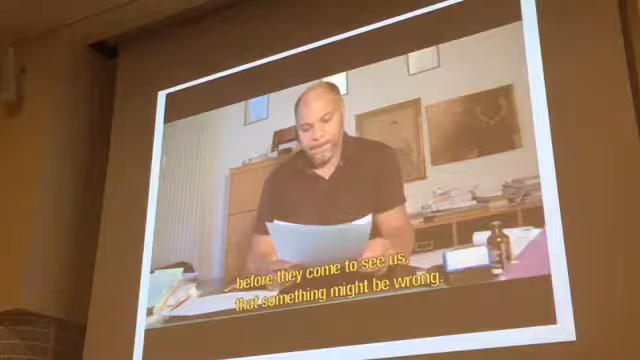 before they come to see us,
that something might be wrong.